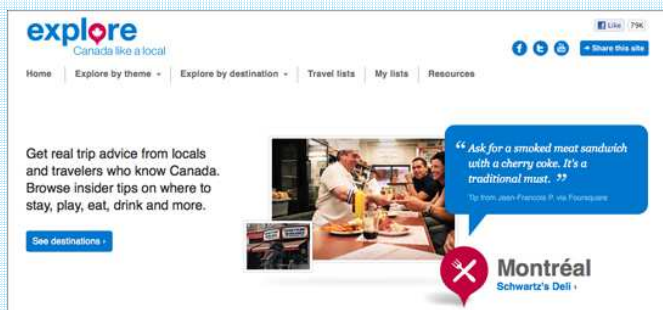 explore
Canada like a local
Like 79K
Share this site
Home Explore by theme Explore by destination Travel lists My lists Resources
Get real trip advice from locals
and travelers who know Canada.
Browse insider tips on where to
stay, play, eat, drink and more.
See destinations ›
“ Ask for a smoked meat sandwich
with a cherry coke. It's a
traditional must. ”
Tip from Jean-Francois P. via Foursquare
Montréal
Schwartz's Deli ›